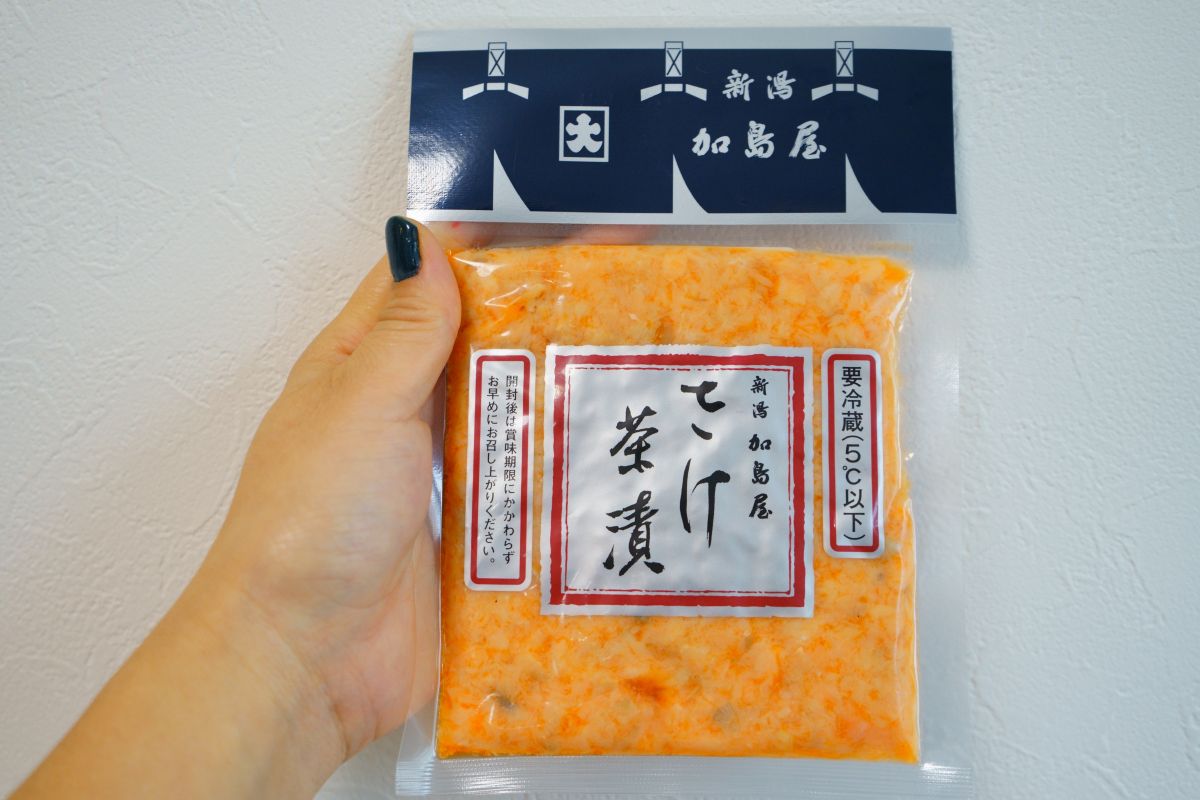 新潟
加島屋
大
要冷蔵(5℃以下)
新潟 加島屋
さけ
茶漬
開封後は賞味期限にかかわらず
お早めにお召し上がりください。